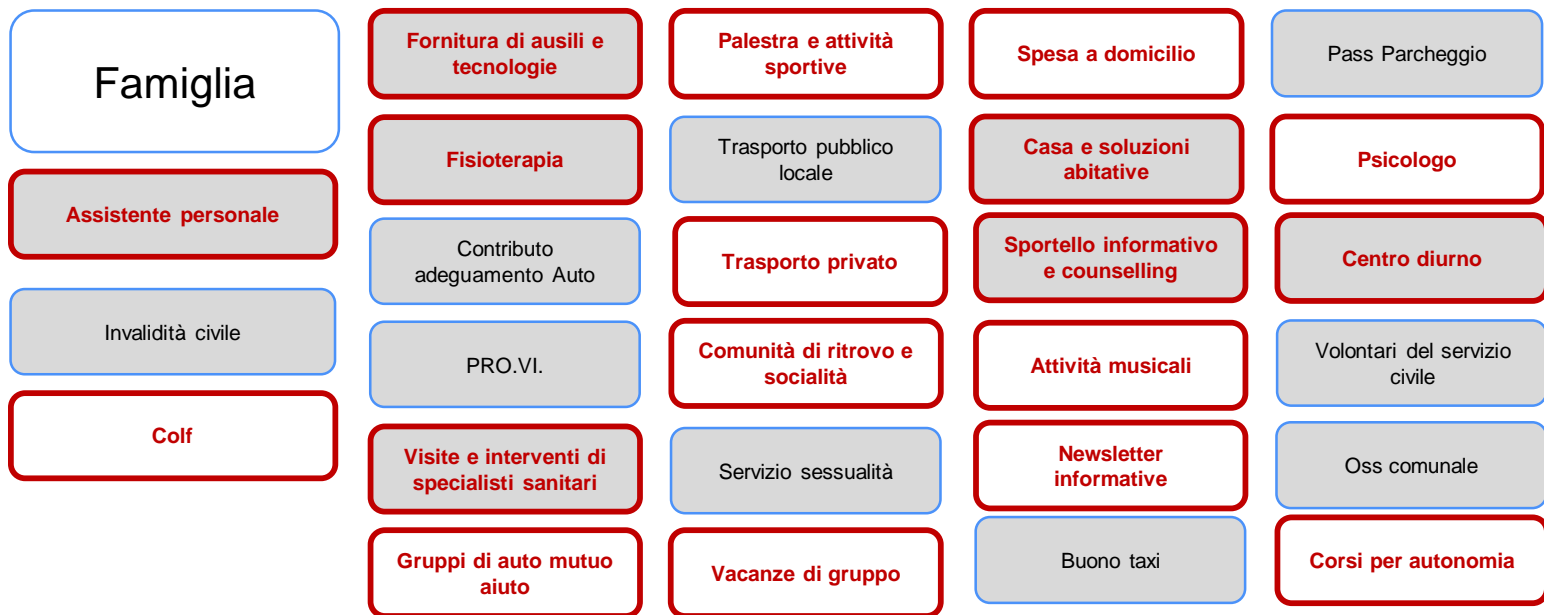 Famiglia
Assistente personale
Invalidità civile
Colf
Fornitura di ausili e
tecnologie
Fisioterapia
Contributo
adeguamento Auto
PRO.VI.
Visite e interventi di
specialisti sanitari
Gruppi di auto mutuo
aiuto
Palestra e attività
sportive
Trasporto pubblico
locale
Trasporto privato
Comunità di ritrovo e
socialità
Servizio sessualità
Vacanze di gruppo
Spesa a domicilio
Casa e soluzioni
abitative
Sportello informativo
e counselling
Attività musicali
Newsletter
informative
Buono taxi
Pass Parcheggio
Psicologo
Centro diurno
Volontari del servizio
civile
Oss comunale
Corsi per autonomia